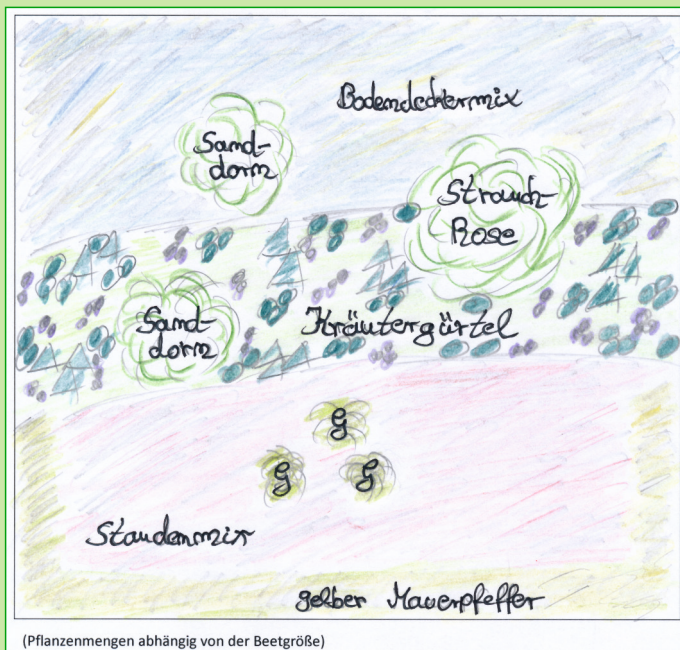 Bodendeckermix
Sand-
dorn
Strauch
Rose
Sand-
dorn
Kräutergürtel
G
G
G
Staudenmix
gelber Mauerpfeffer
(Pflanzenmengen abhängig von der Beetgröße)